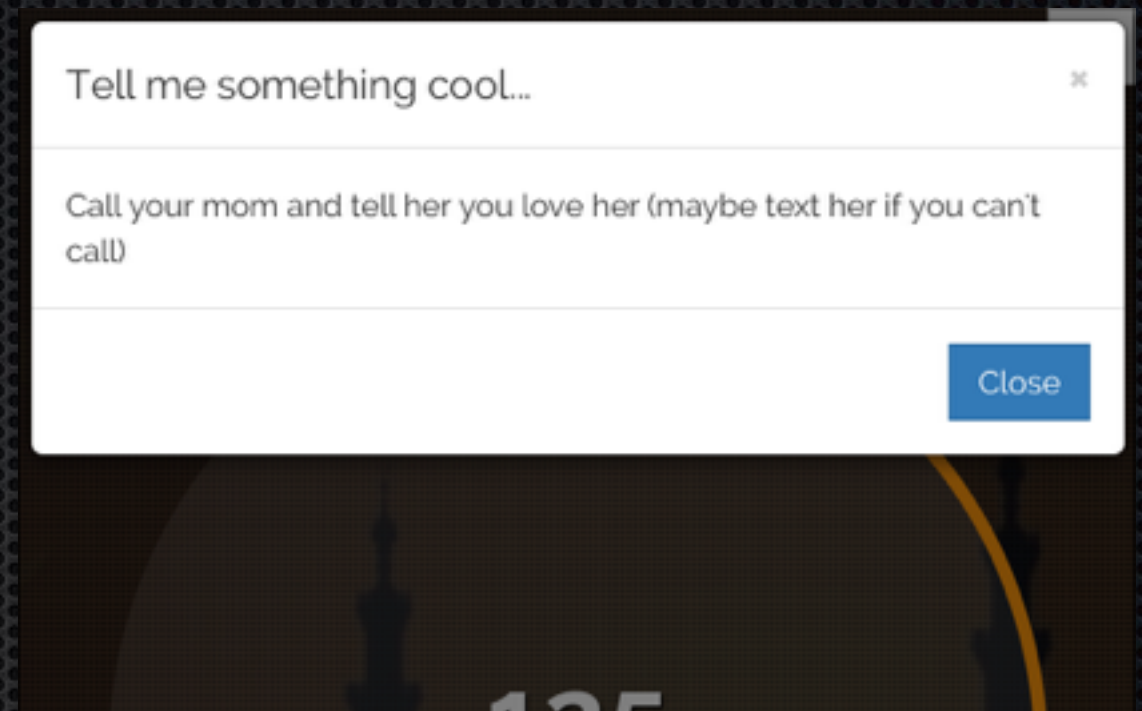 Tell me something cool...
×
Call your mom and tell her you love her (maybe text her if you can't
call)
Close